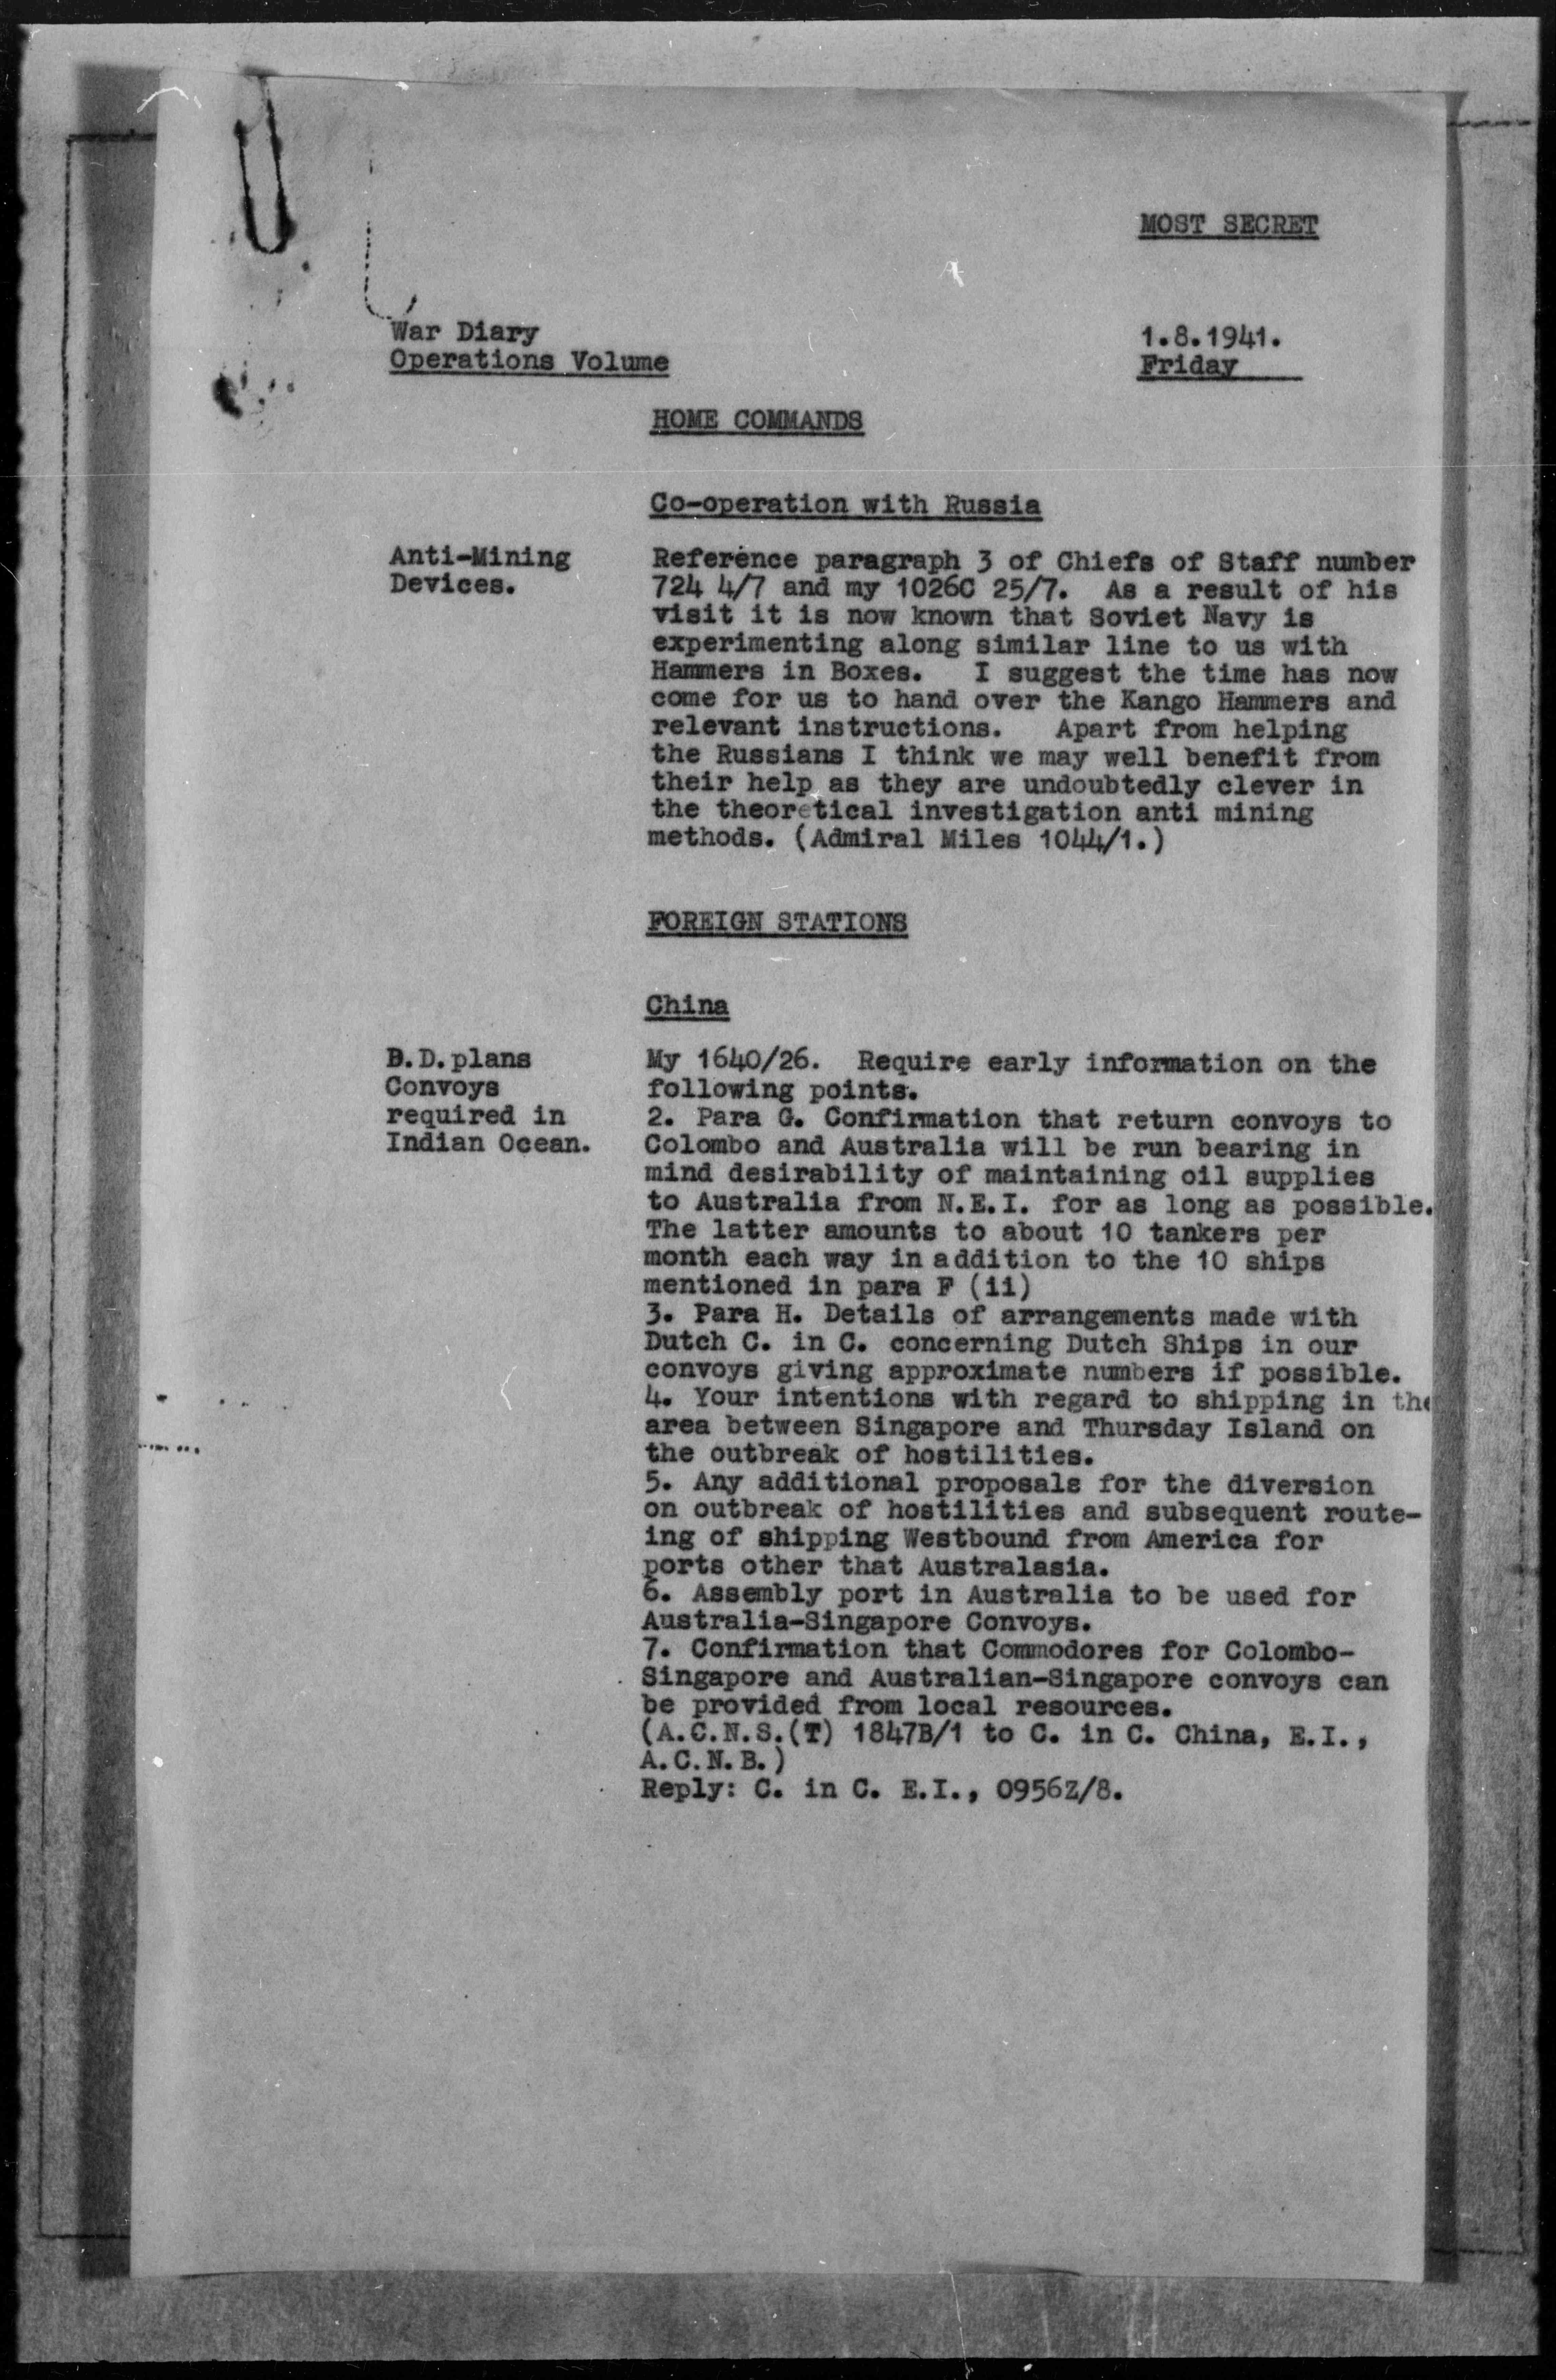 MOST SECRET
War Diary
Operations Volume
1.8.1941.
Friday
HOME COMMANDS
Co-operation with Russia
Anti-Mining
Devices.
Reference paragraph 3 of Chiefs of Staff number
724 4/7 and my 1026C 25/7. As a result of his
visit it is now known that Soviet Navy is
experimenting along similar line to us with
Hammers in Boxes. I suggest the time has now
come for us to hand over the Kango Hammers and
relevant instructions. Apart from helping
the Russians I think we may well benefit from
their help as they are undoubtedly clever in
the theoretical investigation anti mining
methods. (Admiral Miles 1044/1.)
FOREIGN STATIONS
China
B.D.plans
Convoys
required in
Indian Ocean.
My 1640/26. Require early information on the
following points.
2. Para G. Confirmation that return convoys to
Colombo and Australia will be run bearing in
mind desirability of maintaining oil supplies
to Australia from N.E.I. for as long as possible.
The latter amounts to about 10 tankers per
month each way in addition to the 10 ships
mentioned in para F (ii)
3. Para H. Details of arrangements made with
Dutch C. in C. concerning Dutch Ships in our
convoys giving approximate numbers if possible.
4. Your intentions with regard to shipping in the
area between Singapore and Thursday Island on
the outbreak of hostilities.
5. Any additional proposals for the diversion
on outbreak of hostilities and subsequent route-
ing of shipping Westbound from America for
ports other that Australasia.
6. Assembly port in Australia to be used for
Australia-Singapore Convoys.
7. Confirmation that Commodores for Colombo-
Singapore and Australian-Singapore convoys can
be provided from local resources.
(A.C.N.S.(T) 1847B/1 to C. in C. China, E.I.,
A.C.N.B.)
Reply: C. in C. E.I., 0956Z/8.